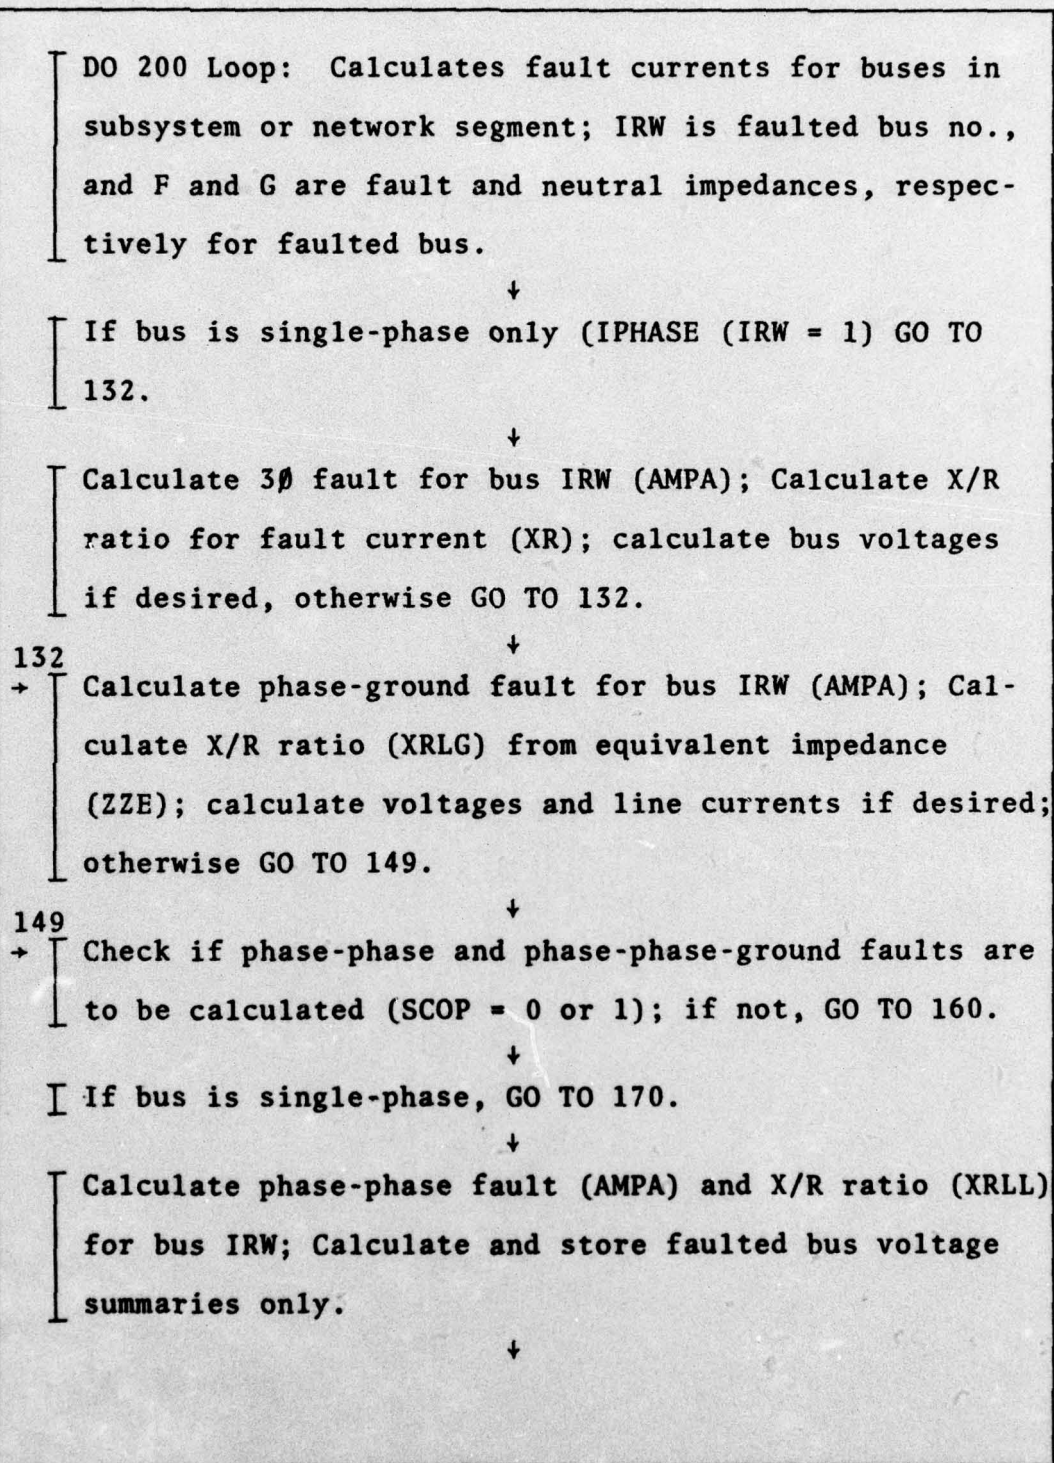 DO 200 Loop: Calculates fault currents for buses in
subsystem or network segment; IRW is faulted bus no.,
and F and G are fault and neutral impedances, respec-
tively for faulted bus.
↓
If bus is single-phase only (IPHASE (IRW = 1) GO TO
132.
↓
Calculate 3ø fault for bus IRW (AMPA); Calculate X/R
ratio for fault current (XR); calculate bus voltages
if desired, otherwise GO TO 132.
↓
132
→ Calculate phase-ground fault for bus IRW (AMPA); Cal-
culate X/R ratio (XRLG) from equivalent impedance
(ZZE); calculate voltages and line currents if desired;
otherwise GO TO 149.
↓
149
→ Check if phase-phase and phase-phase-ground faults are
to be calculated (SCOP = 0 or 1); if not, GO TO 160.
↓
If bus is single-phase, GO TO 170.
↓
Calculate phase-phase fault (AMPA) and X/R ratio (XRLL)
for bus IRW; Calculate and store faulted bus voltage
summaries only.
↓